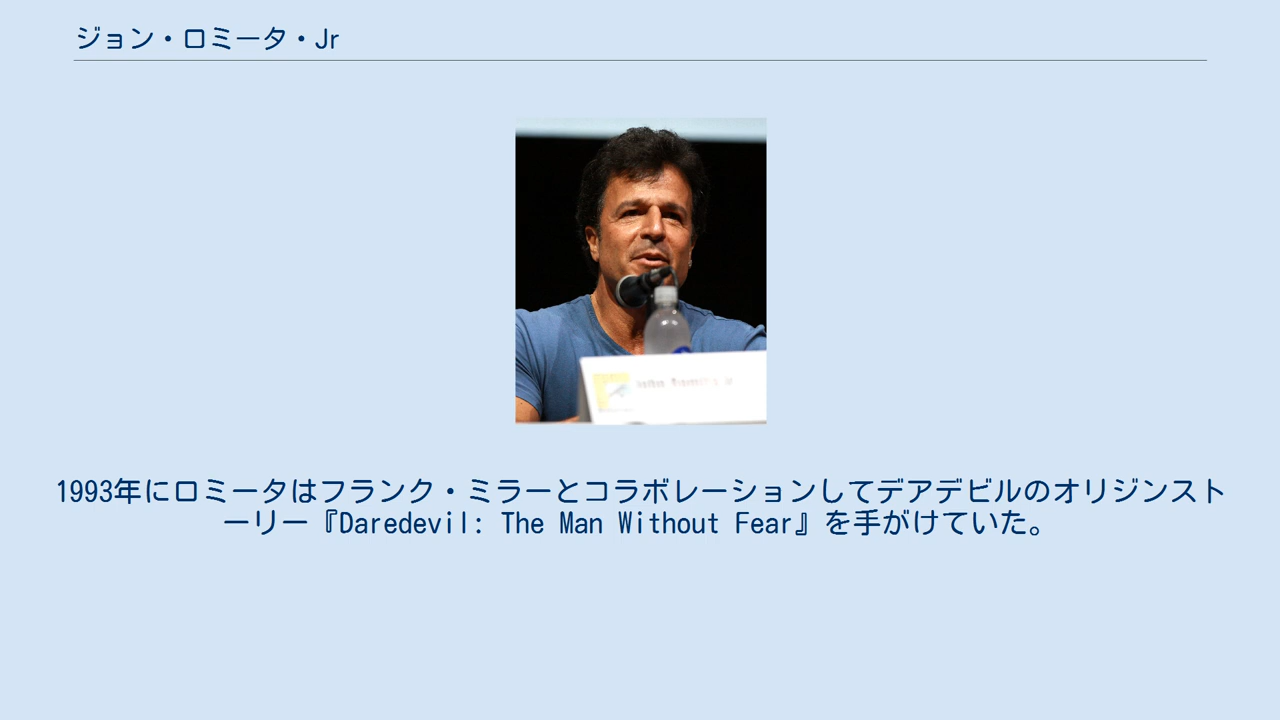 ジョン・ロミータ・Jr
1993年にロミータはフランク・ミラーとコラボレーションしてデアデビルのオリジンスト
ーリー『Daredevil: The Man Without Fear』を手がけていた。